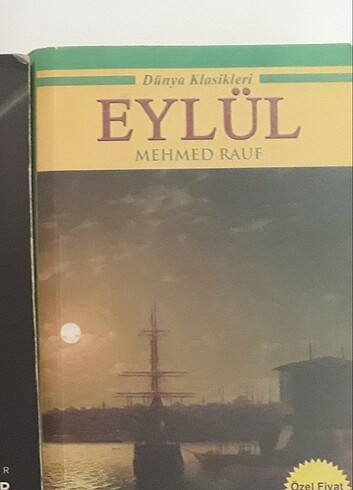 Dünya Klasikleri
EYLÜL
MEHMED RAUF
Özel Fiyat
R